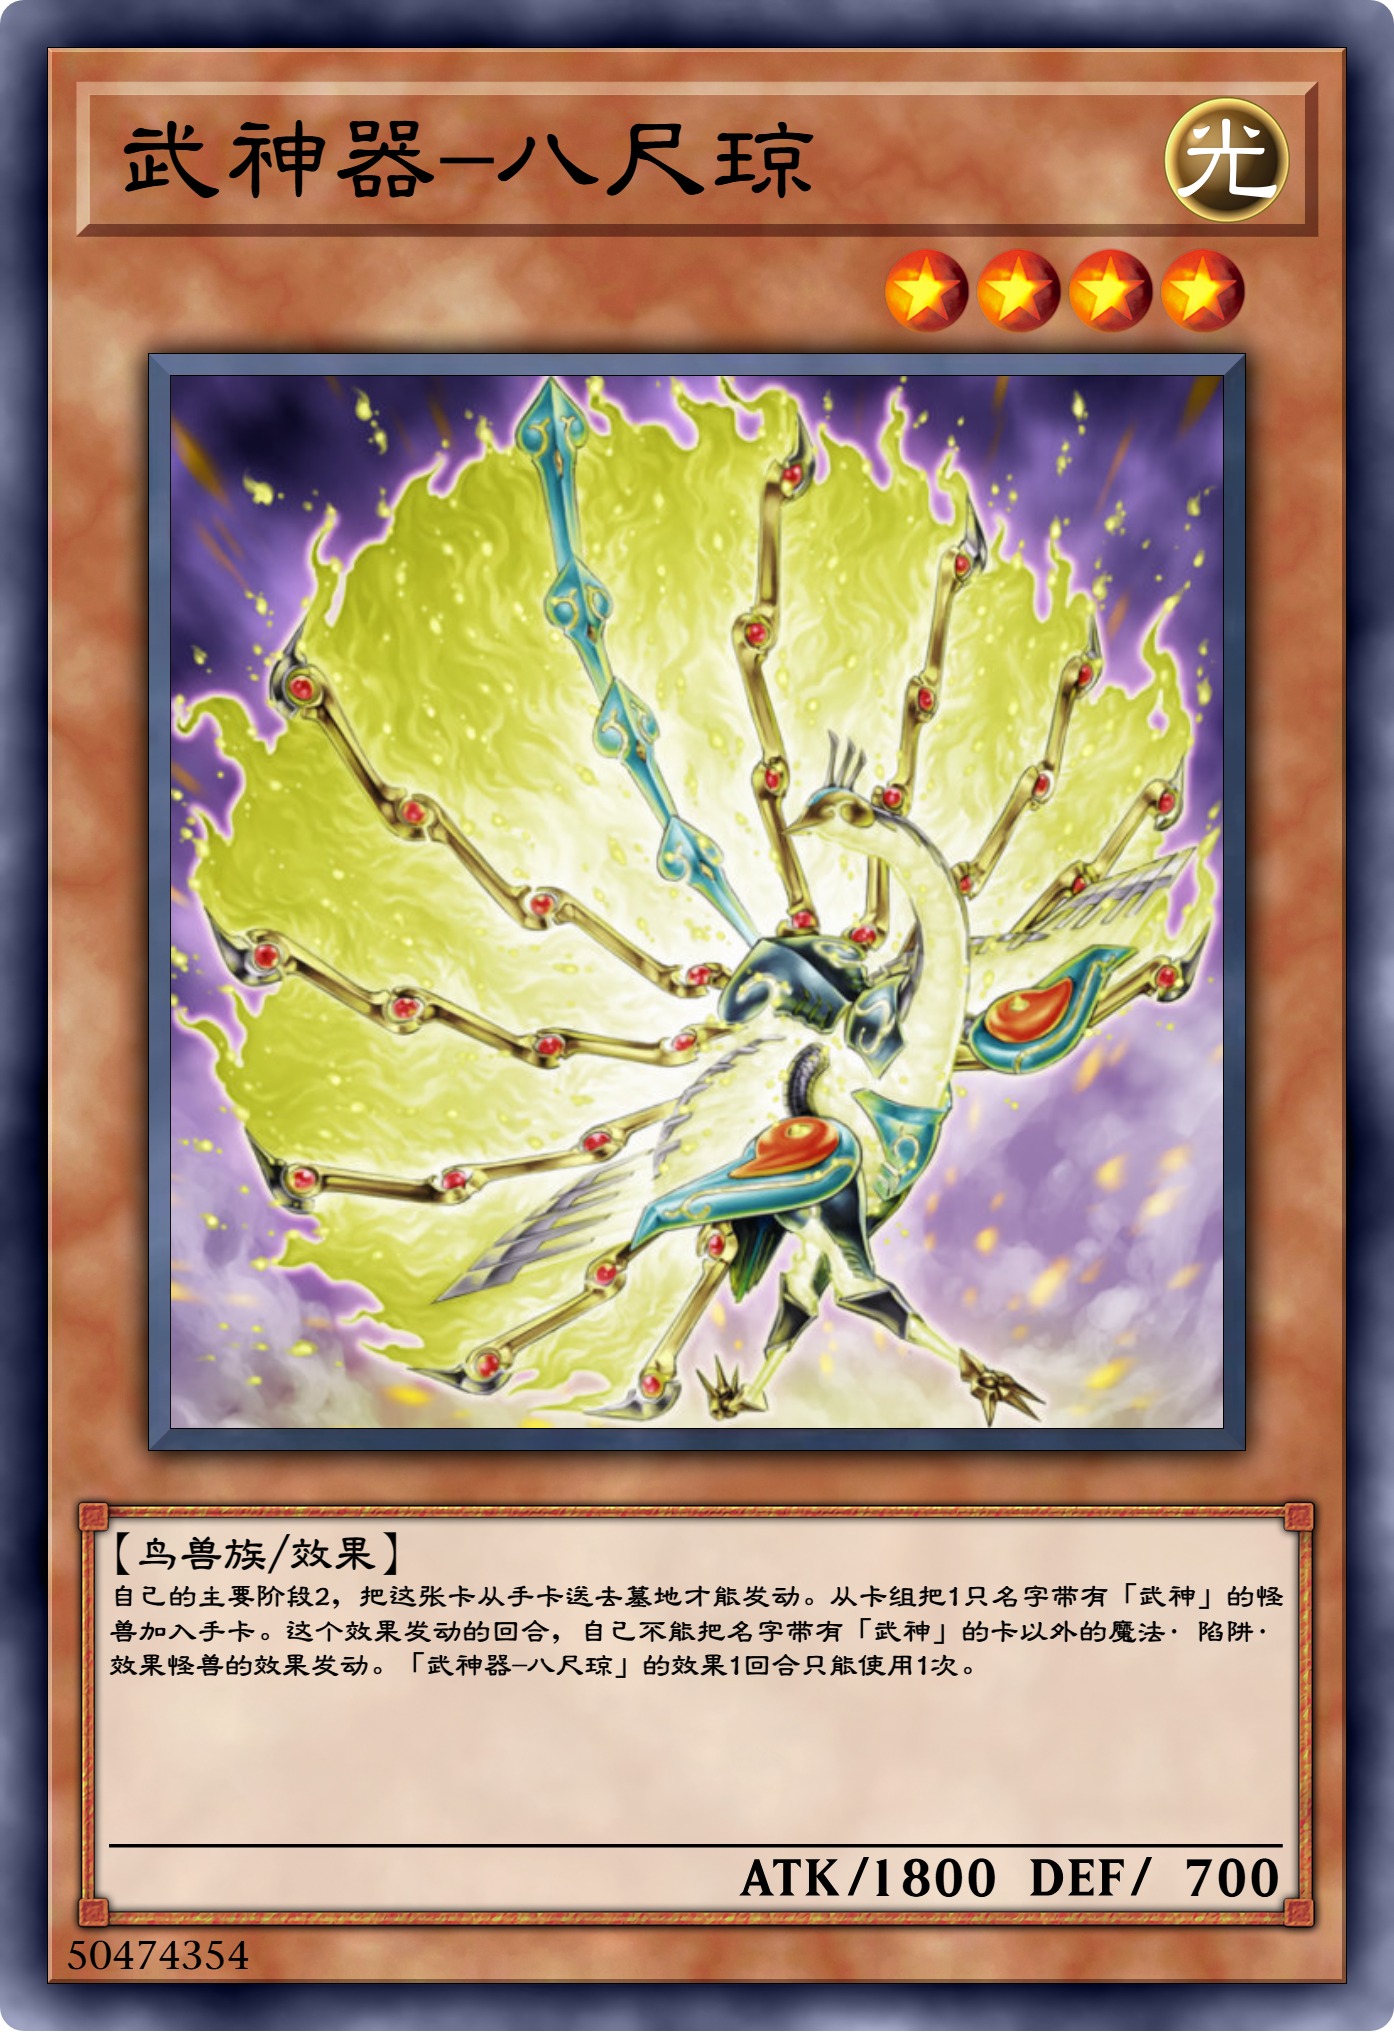 武神器-八尺琼
光
【鸟兽族/效果】
自己的主要阶段2，把这张卡从手卡送去墓地才能发动。从卡组把1只名字带有「武神」的怪
兽加入手卡。这个效果发动的回合，自己不能把名字带有「武神」的卡以外的魔法·陷阱·
效果怪兽的效果发动。「武神器-八尺琼」的效果1回合只能使用1次。
ATK/1800 DEF/ 700
50474354